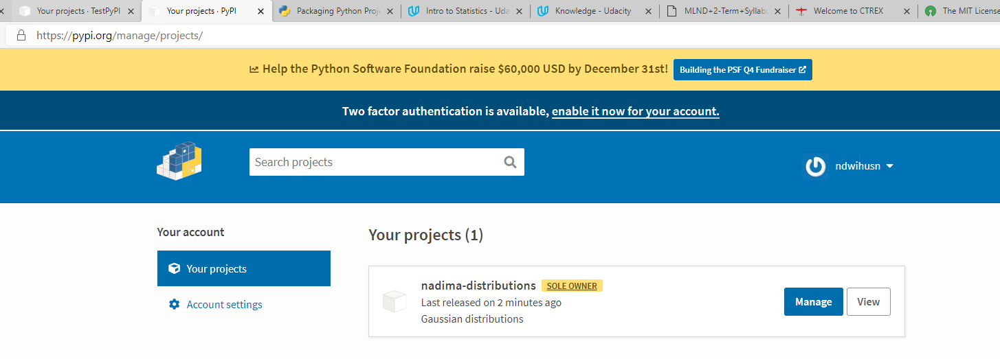 Your projects · TestPyPI
Your projects · PyPI
Packaging Python Proj
Intro to Statistics - Uda
Knowledge - Udacity
MLND+2-Term+Syllabu
Welcome to CTREX
The MIT License
https://pypi.org/manage/projects/
Help the Python Software Foundation raise $60,000 USD by December 31st!
Building the PSF Q4 Fundraiser
Two factor authentication is available, enable it now for your account.
Search projects
ndwihusn
Your account
Your projects (1)
Your projects
nadima-distributions SOLE OWNER
Last released on 2 minutes ago
Gaussian distributions
Manage
View
Account settings